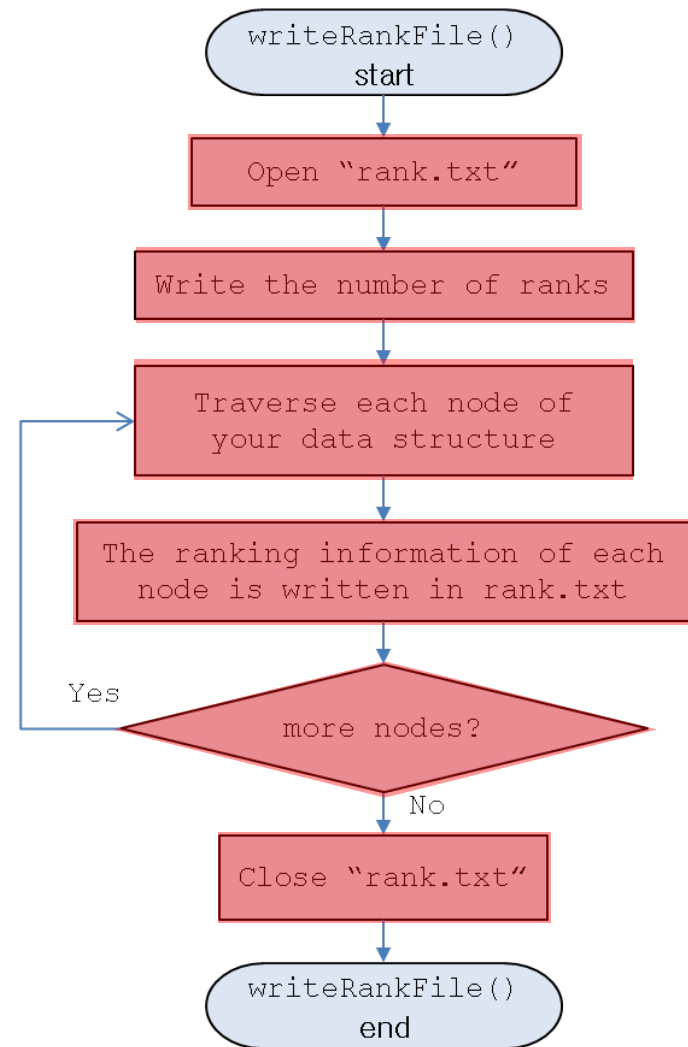 writeRankFile()
start
Open “rank.txt”
Write the number of ranks
Traverse each node of
your data structure
The ranking information of each
node is written in rank.txt
Yes
more nodes?
No
Close “rank.txt”
writeRankFile()
end